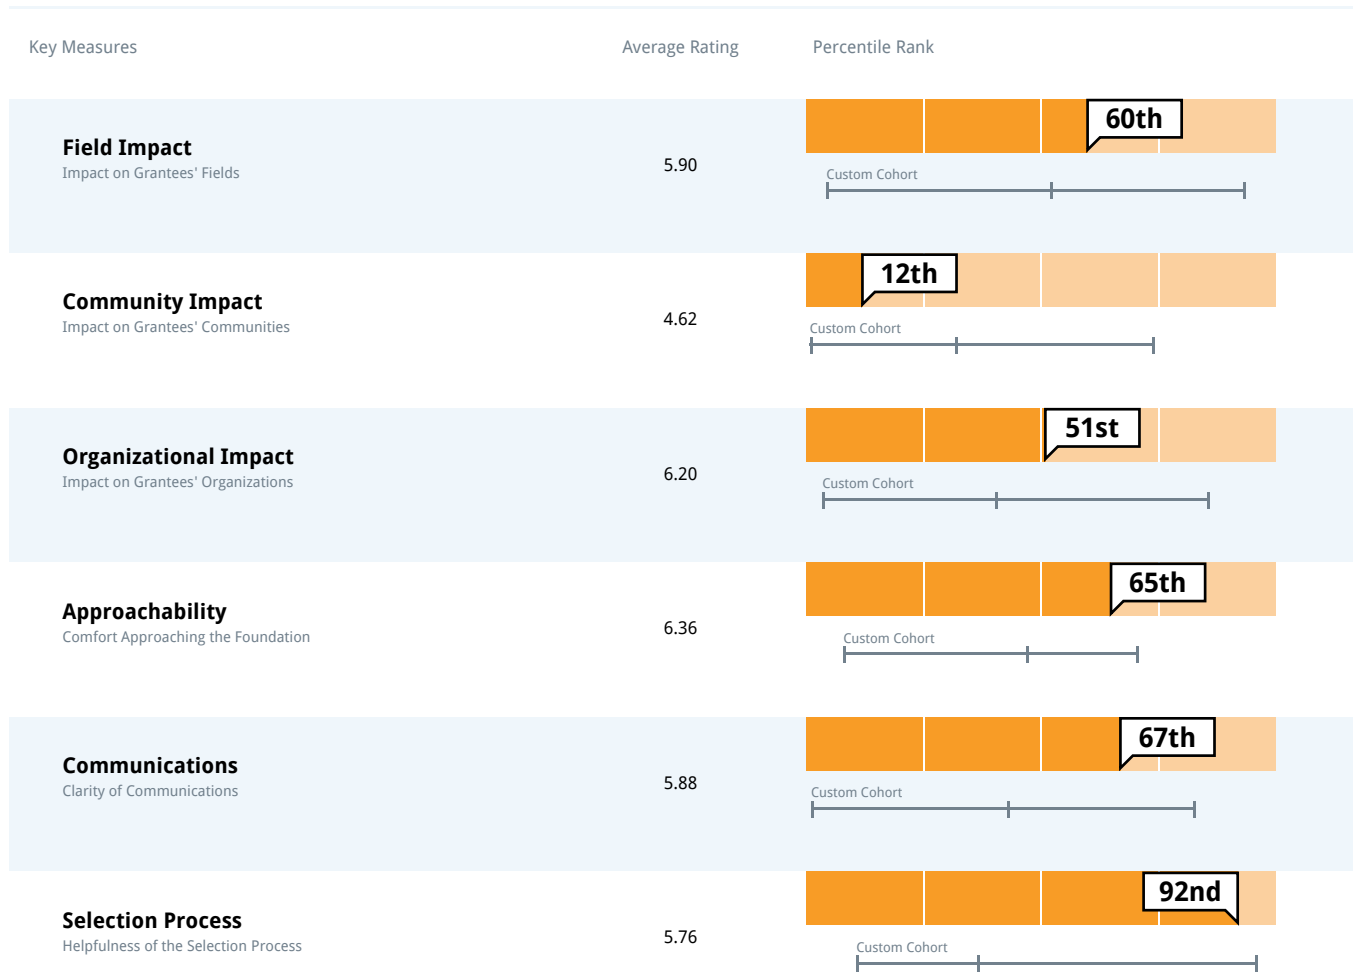 Key Measures Average Rating Percentile Rank
60th
Field Impact
Impact on Grantees' Fields
5.90
Custom Cohort
12th
Community Impact
Impact on Grantees' Communities
4.62
Custom Cohort
51st
Organizational Impact
Impact on Grantees' Organizations
6.20
Custom Cohort
65th
Approachability
Comfort Approaching the Foundation
6.36
Custom Cohort
67th
Communications
Clarity of Communications
5.88
Custom Cohort
92nd
Selection Process
Helpfulness of the Selection Process
5.76
Custom Cohort